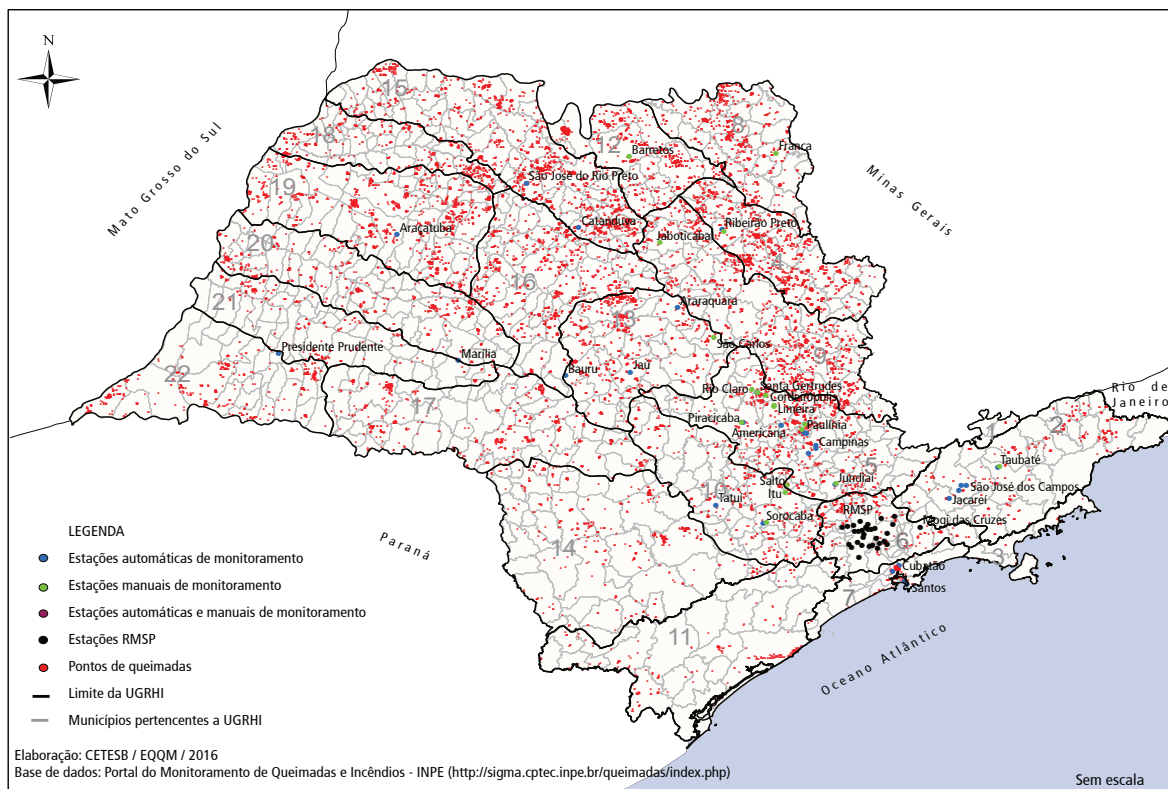 N
Mato Grosso do Sul
Minas Gerais
Rio de
Janeiro
Paraná
Oceano Atlântico
15
8
18
12
Barretos
Franca
19
São José do Rio Preto
Catanduva
Jaboticabal
Ribeirão Preto
Araçatuba
20
4
16
21
13
Araraquara
São Carlos
9
Presidente Prudente
Marília
Bauru
Jaú
22
17
Rio Claro
Santa Gertrudes
Cordeirópolis
Limeira
Piracicaba
Americana
Paulínia
Campinas
5
1
2
Taubaté
São José dos Campos
Jacareí
Salto
Itu
Jundiaí
10
Tatuí
Sorocaba
RMSP
Mogi das Cruzes
6
3
14
Cubatão
Santos
7
11
LEGENDA
Estações automáticas de monitoramento
Estações manuais de monitoramento
Estações automáticas e manuais de monitoramento
Estações RMSP
Pontos de queimadas
Limite da UGRHI
Municípios pertencentes a UGRHI
Elaboração: CETESB / EQQM / 2016
Base de dados: Portal do Monitoramento de Queimadas e Incêndios - INPE (http://sigma.cptec.inpe.br/queimadas/index.php)
Sem escala